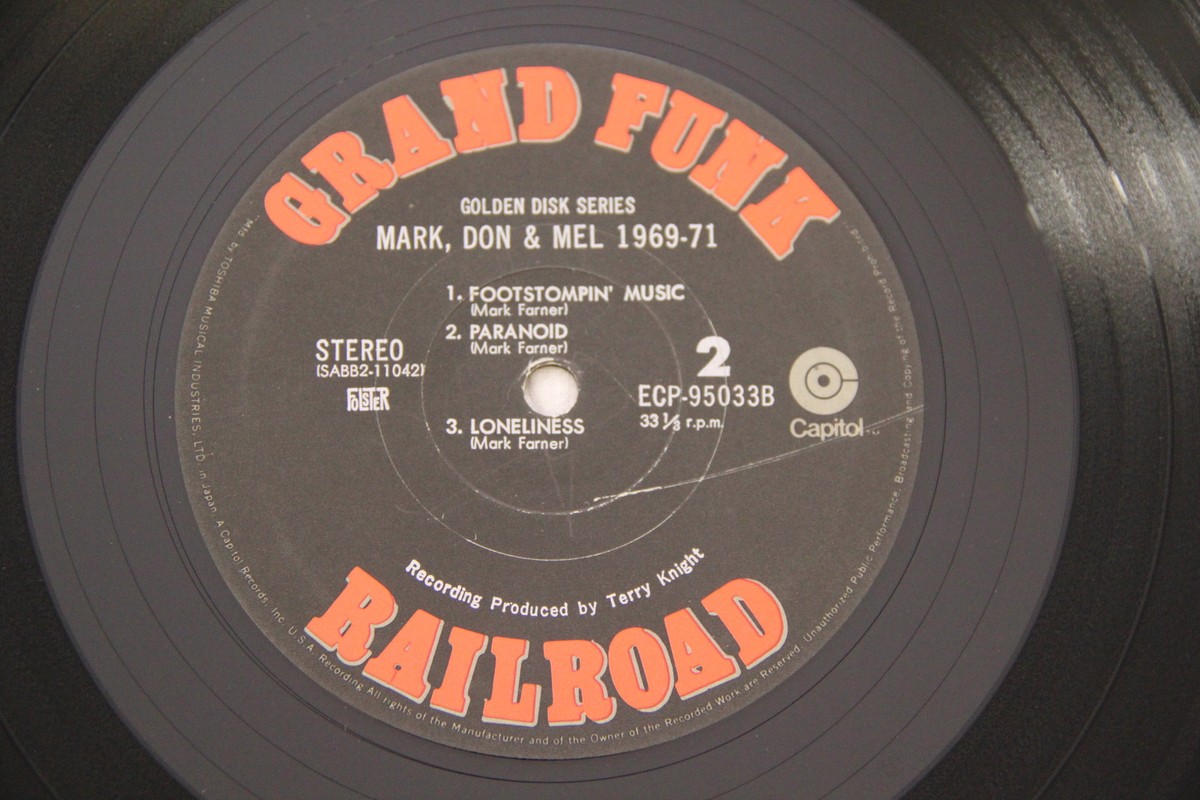 GRAND FUNK
GOLDEN DISK SERIES
MARK, DON & MEL 1969-71
1. FOOTSTOMPIN' MUSIC
(Mark Farner)
2. PARANOID
(Mark Farner)
STEREO
(SABB2-11042)
FOLSTER
2
ECP-95033B
33 1/3 r.p.m.
Capitol
3. LONELINESS
(Mark Farner)
Recording Produced by Terry Knight
RAILROAD
Mfd. by TOSHIBA MUSICAL INDUSTRIES, LTD. in Japan. A Capitol Records, Inc. U.S.A. Recording All rights of the Manufacturer and of the Owner of the Recorded Work are Reserved. Unauthorized Public Performance, Broadcasting and Copying of the Record Prohibited.